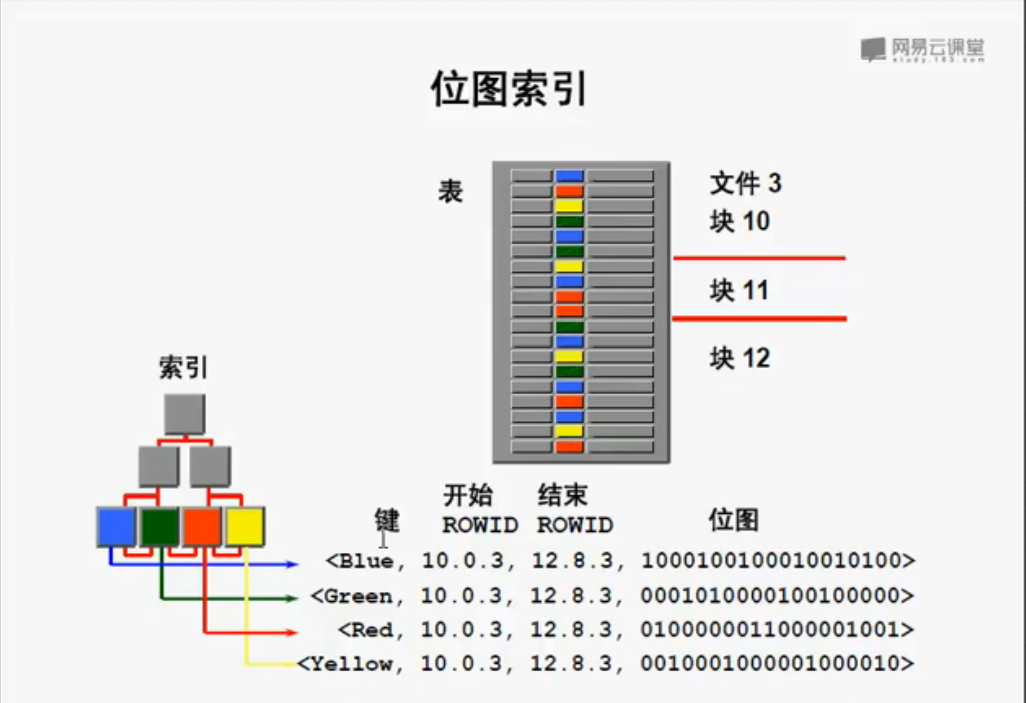 网易云课堂
study.163.com
位图索引
表
文件 3
块 10
块 11
块 12
索引
键 开始 ROWID 结束 ROWID 位图
<Blue, 10.0.3, 12.8.3, 1000100100010010100>
<Green, 10.0.3, 12.8.3, 0001010000100100000>
<Red, 10.0.3, 12.8.3, 0100000011000001001>
<Yellow, 10.0.3, 12.8.3, 0010001000001000010>